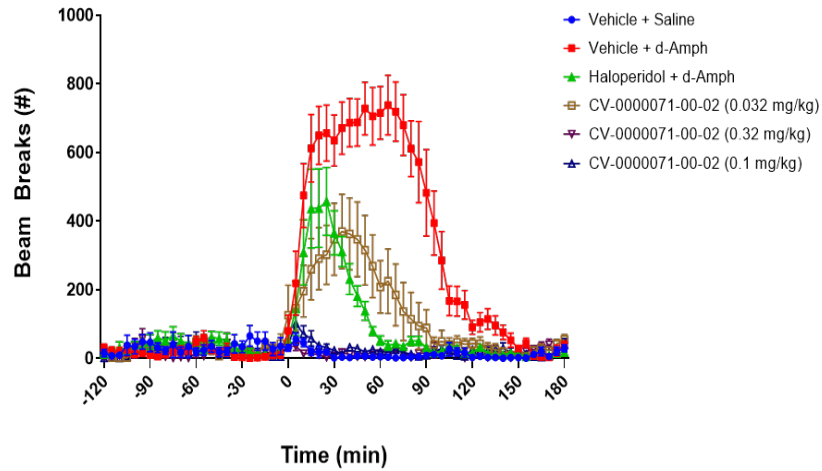 1000
800
600
400
200
0
Beam Breaks (#)
-120
-90
-60
-30
0
30
60
90
120
150
180
Time (min)
Vehicle + Saline
Vehicle + d-Amph
Haloperidol + d-Amph
CV-0000071-00-02 (0.032 mg/kg)
CV-0000071-00-02 (0.32 mg/kg)
CV-0000071-00-02 (0.1 mg/kg)